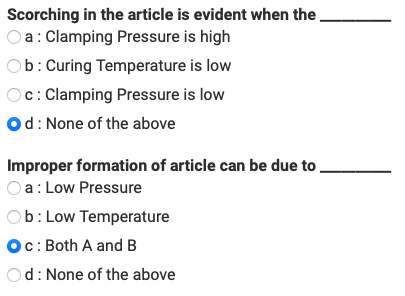 Scorching in the article is evident when the ________
a : Clamping Pressure is high
b : Curing Temperature is low
c : Clamping Pressure is low
d : None of the above
Improper formation of article can be due to ________
a : Low Pressure
b : Low Temperature
c : Both A and B
d : None of the above